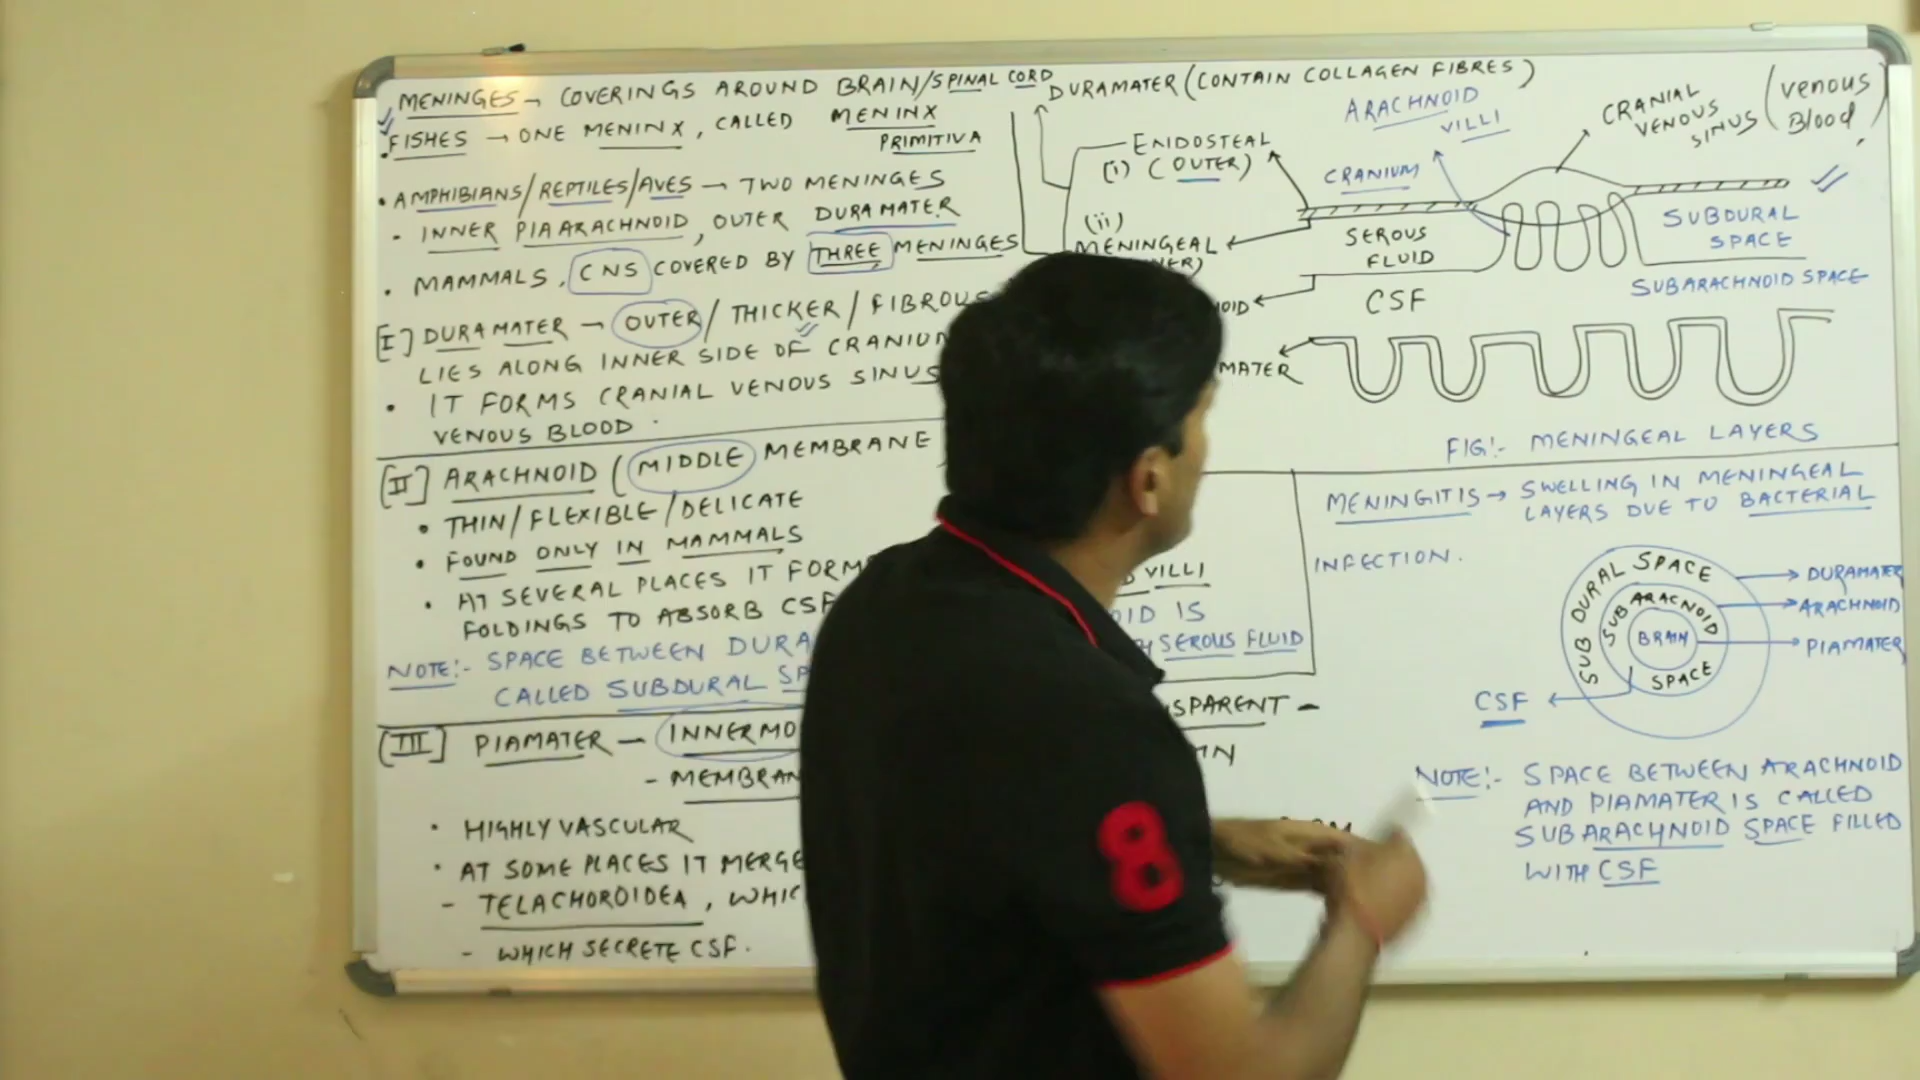 MENINGES → COVERINGS AROUND BRAIN/SPINAL CORD
FISHES → ONE MENINX, CALLED MENINX
PRIMITIVA
• AMPHIBIANS/REPTILES/AVES → TWO MENINGES
- INNER PIAARACHNOID, OUTER DURAMATER
• MAMMALS, CNS COVERED BY THREE MENINGES
[I] DURAMATER → OUTER/THICKER/FIBROUS
LIES ALONG INNER SIDE OF CRANIUM
• IT FORMS CRANIAL VENOUS SINUS
VENOUS BLOOD.
[II] ARACHNOID (MIDDLE MEMBRANE
• THIN/FLEXIBLE/DELICATE
• FOUND ONLY IN MAMMALS
• AT SEVERAL PLACES IT FORM
FOLDINGS TO ABSORB CSF
VILLI
IS
SEROUS FLUID
NOTE:- SPACE BETWEEN DURA
CALLED SUBDURAL
[III] PIAMATER - INNERMO
- MEMBRAN
• HIGHLY VASCULAR
• AT SOME PLACES IT MERGE
- TELACHOROIDEA, WHIC
- WHICH SECRETE CSF.
DURAMATER (CONTAIN COLLAGEN FIBRES)
ENDOSTEAL
(i) (OUTER)
(ii)
MENINGEAL
MATER
ARACHNOID
VILLI
CRANIUM
CRANIAL
VENOUS
SINUS
(Venous
Blood)
SEROUS
FLUID
SUBDURAL
SPACE
SUBARACHNOID SPACE
CSF
FIG:- MENINGEAL LAYERS
MENINGITIS → SWELLING IN MENINGEAL
LAYERS DUE TO BACTERIAL
INFECTION.
SUB DURAL SPACE
SUB ARACNOID
SPACE
BRAIN
DURAMATER
ARACHNOID
PIAMATER
CSF
NOTE:- SPACE BETWEEN ARACHNOID
AND PIAMATER IS CALLED
SUBARACHNOID SPACE FILLED
WITH CSF
8